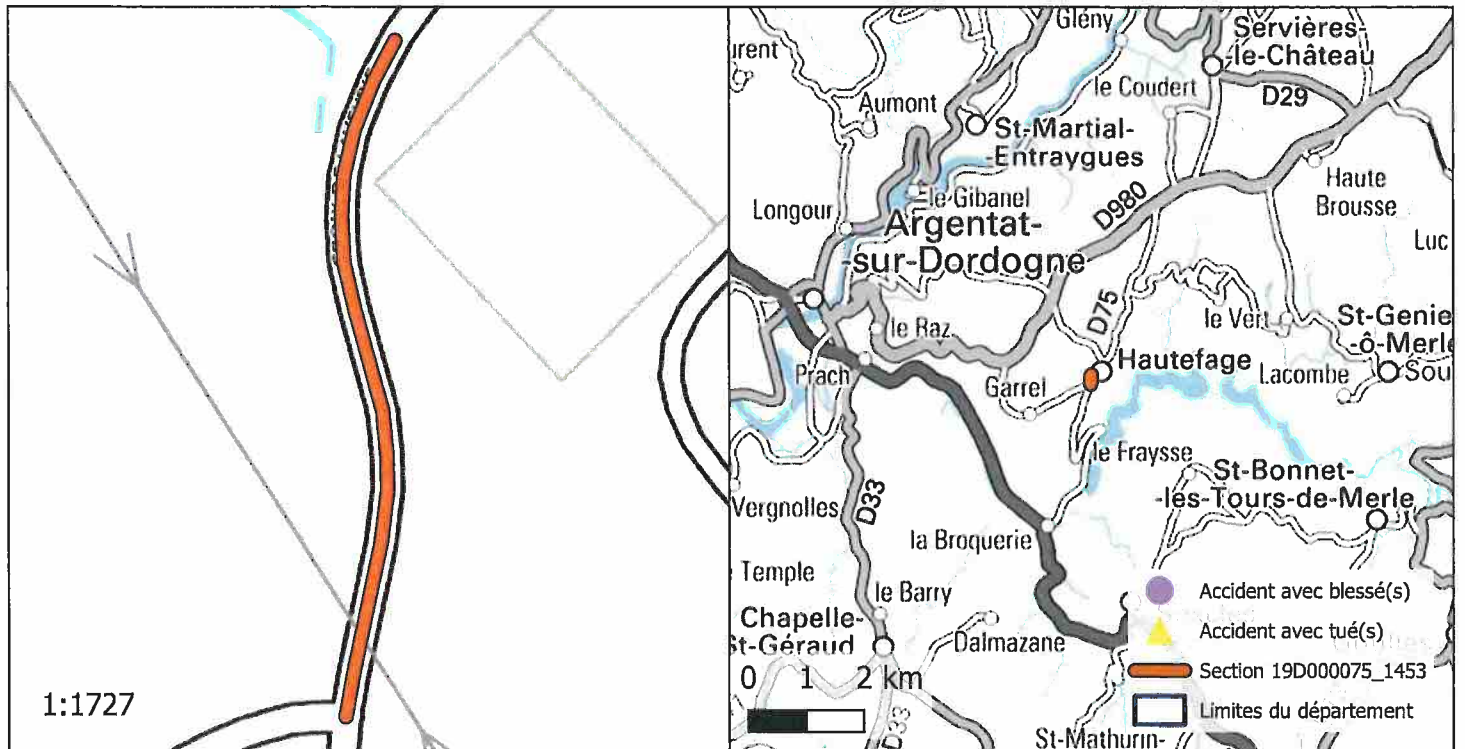 1:1727
Glény
Servières-
-le-Château
urent
le Coudert
D29
Aumont
St-Martial-
-Entraygues
Haute
Brousse
le Gibanel
D980
Longour
Argentat-
-sur-Dordogne
Luc
D75
le Vert
St-Genie
-ô-Merle
le Raz
Hautefage
Lacombe
Sou
Prach
Garrel
le Fraysse
St-Bonnet-
-les-Tours-de-Merle
Vergnolles
D33
la Broquerie
Temple
le Barry
Chapelle-
St-Géraud
Dalmazane
0 1 2 km
D33
St-Mathurin-
Accident avec blessé(s)
Accident avec tué(s)
Section 19D000075_1453
Limites du département